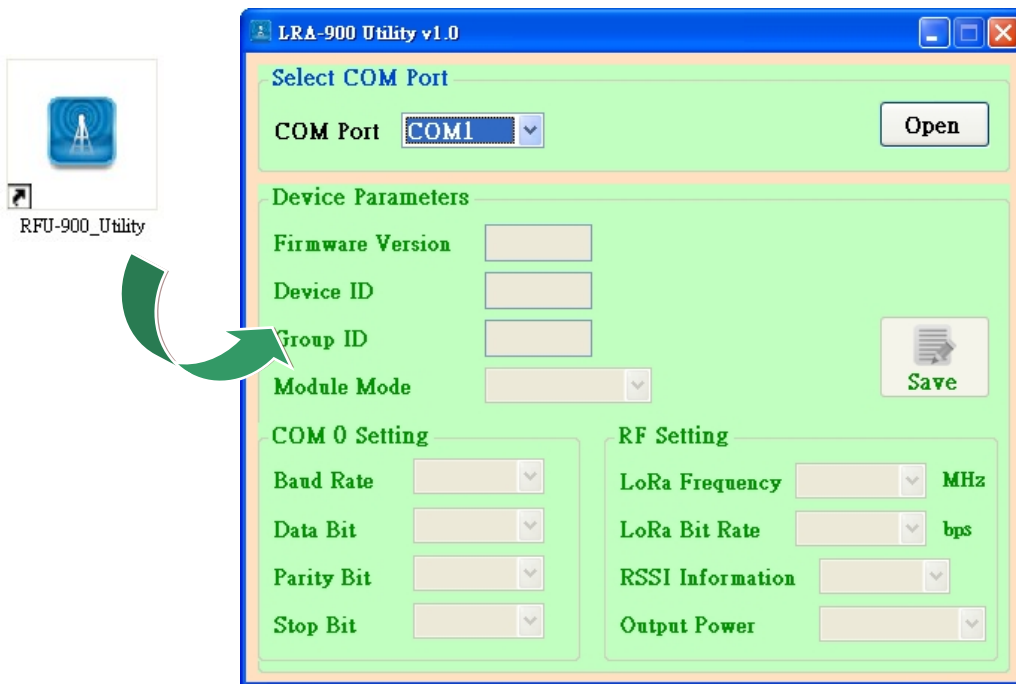 RFU-900_Utility
LRA-900 Utility v1.0
Select COM Port
COM Port COM1 Open
Device Parameters
Firmware Version
Device ID
Group ID
Module Mode
Save
COM 0 Setting
Baud Rate
Data Bit
Parity Bit
Stop Bit
RF Setting
LoRa Frequency MHz
LoRa Bit Rate bps
RSSI Information
Output Power